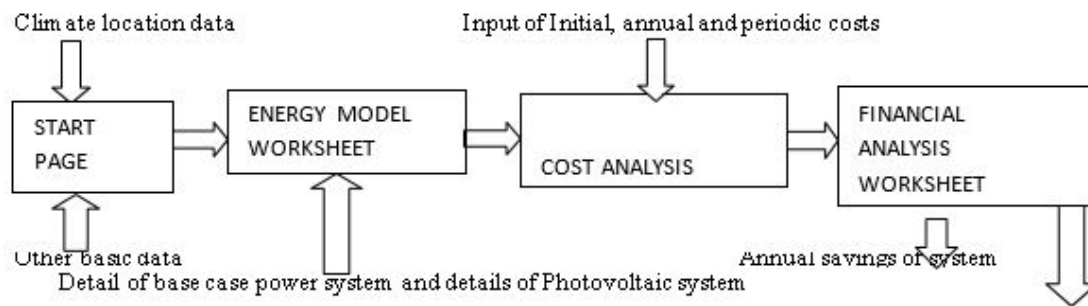 Climate location data
Input of Initial, annual and periodic costs
START
PAGE
ENERGY MODEL
WORKSHEET
COST ANALYSIS
FINANCIAL
ANALYSIS
WORKSHEET
Other basic data
Annual savings of system
Detail of base case power system and details of Photovoltaic system